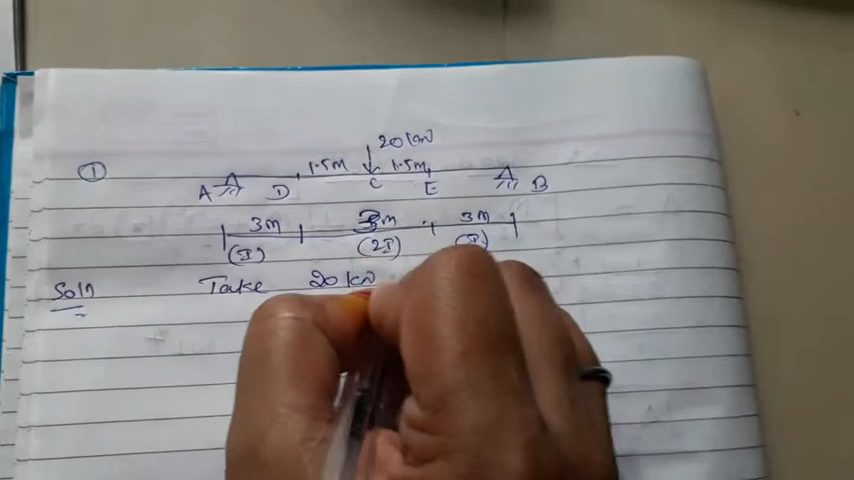 20 kN
① 1.5m 1.5m
A D C E B
3m 3m 3m
(I) (2I) (I)
Soln Take 20 kN